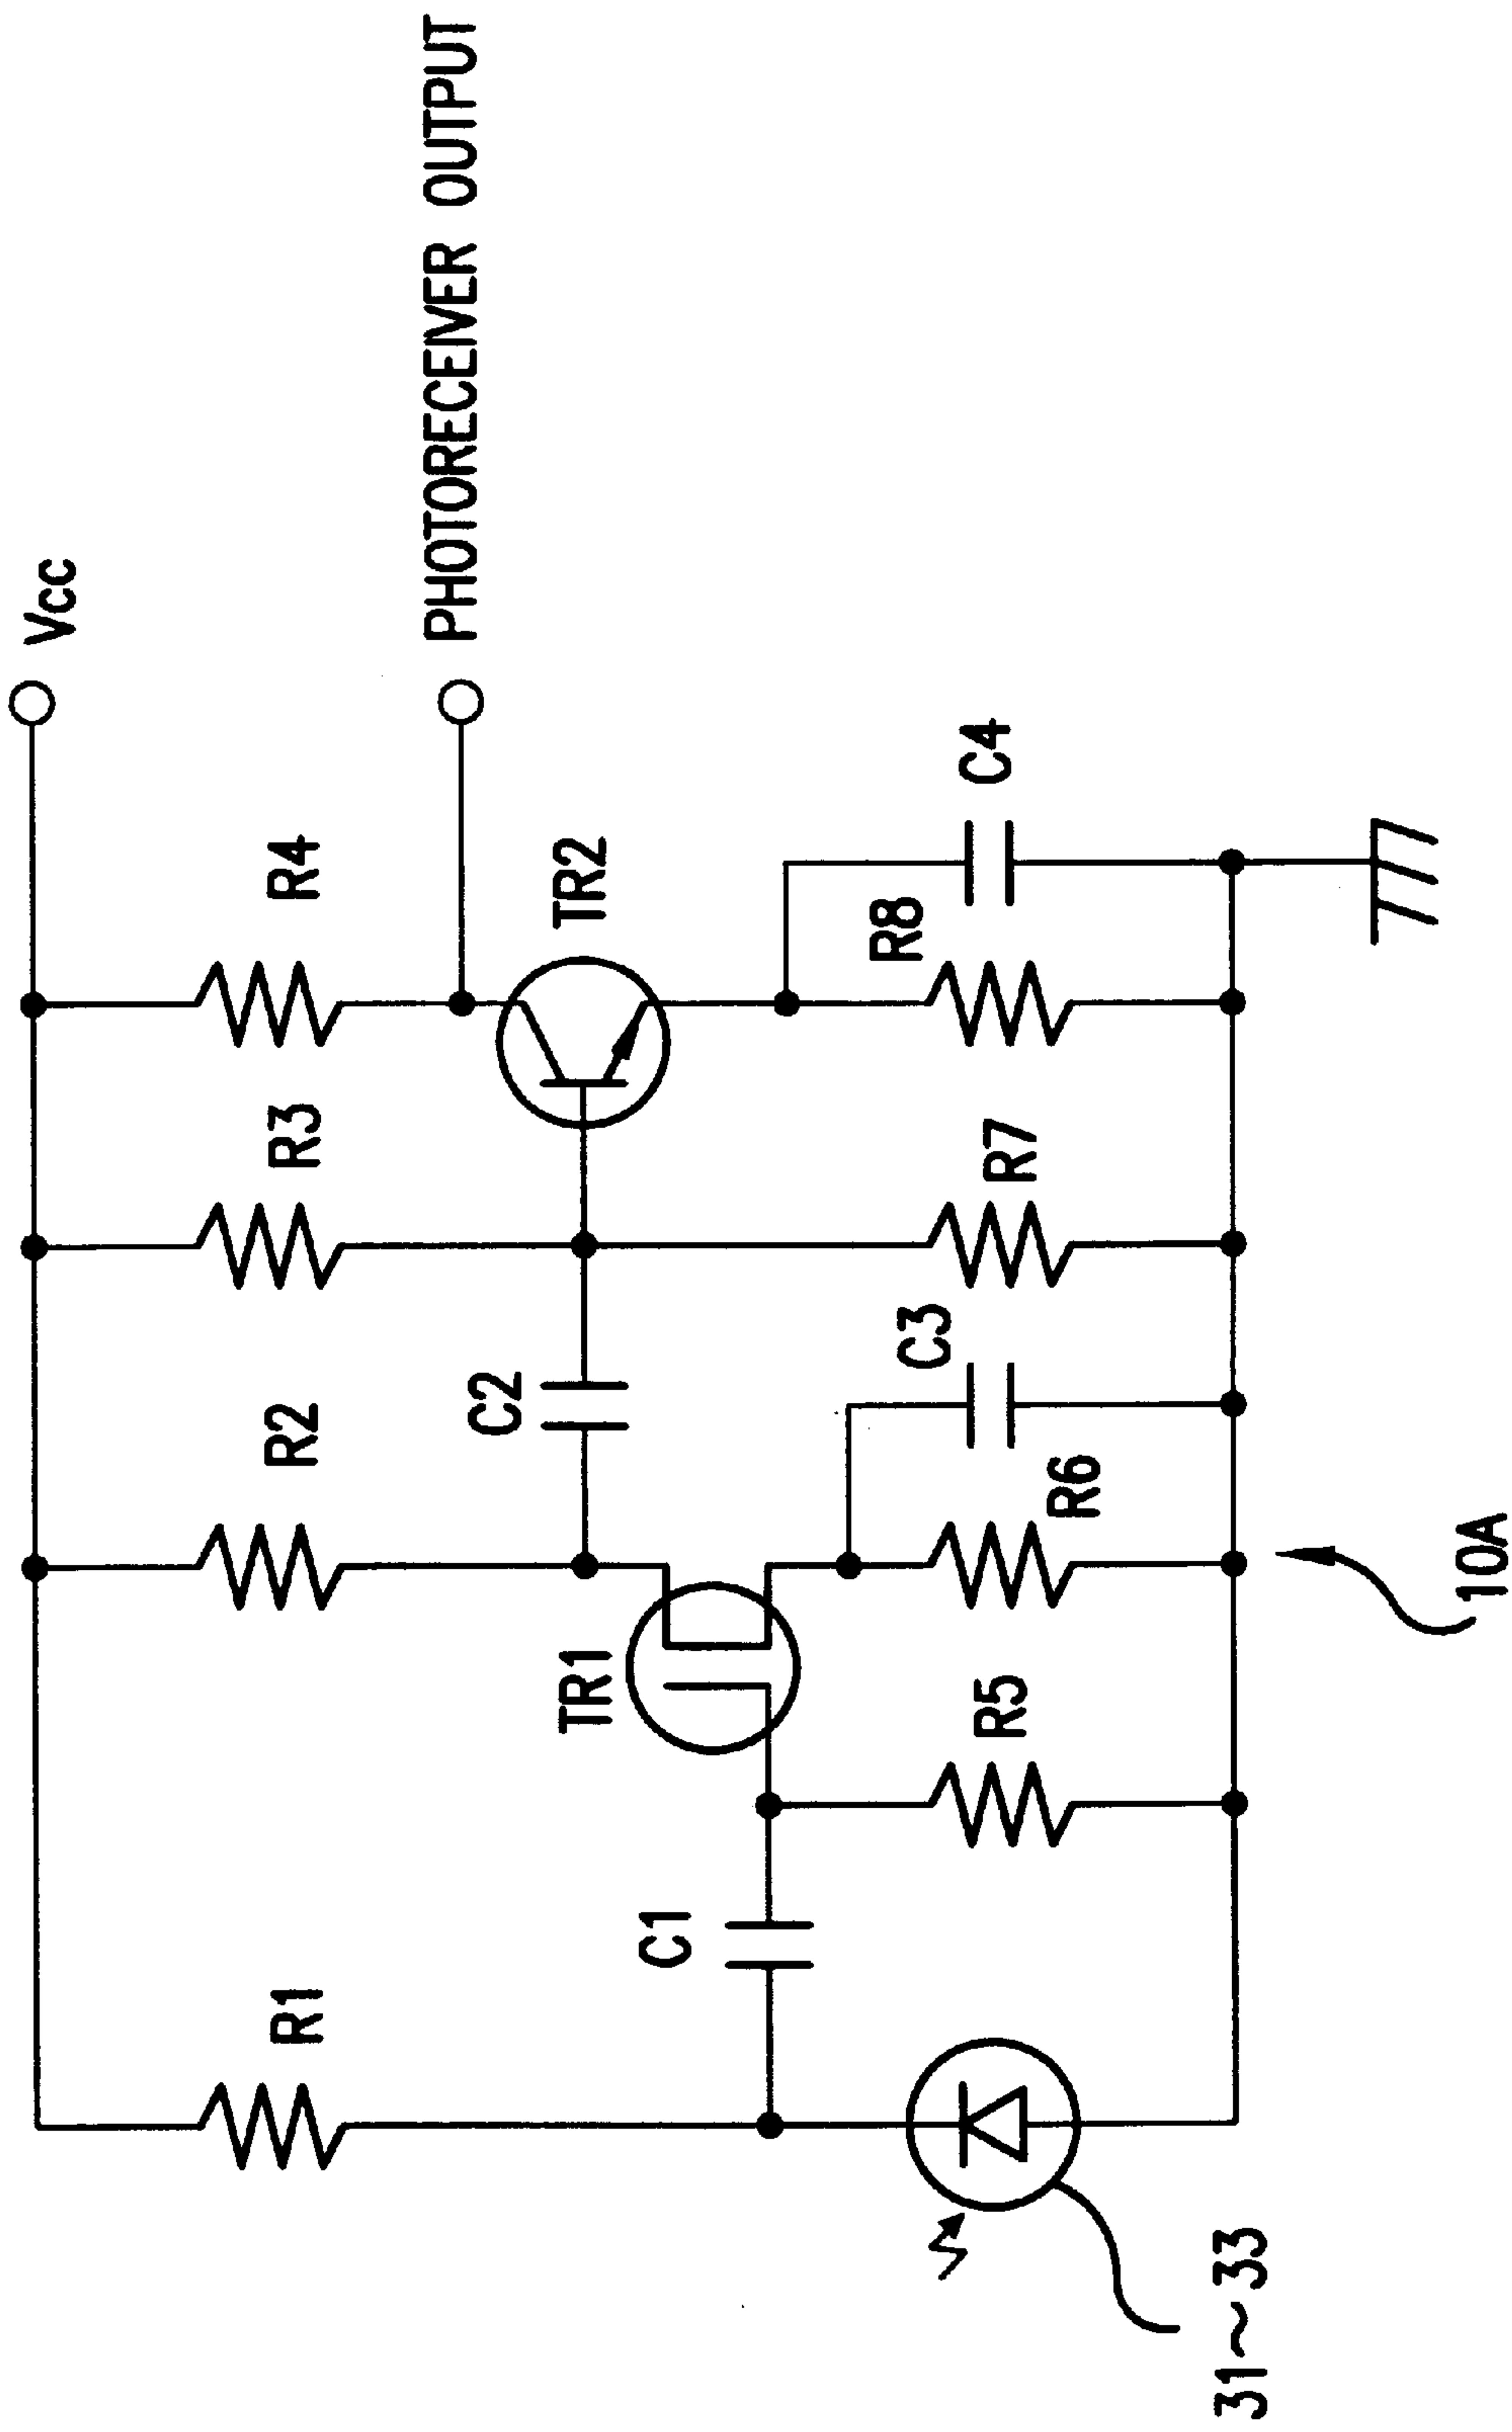 Vcc
PHOTORECEIVER OUTPUT
R1
R2
R3
R4
C1
TR1
C2
TR2
R5
R6
C3
R7
R8
C4
31~33
10A